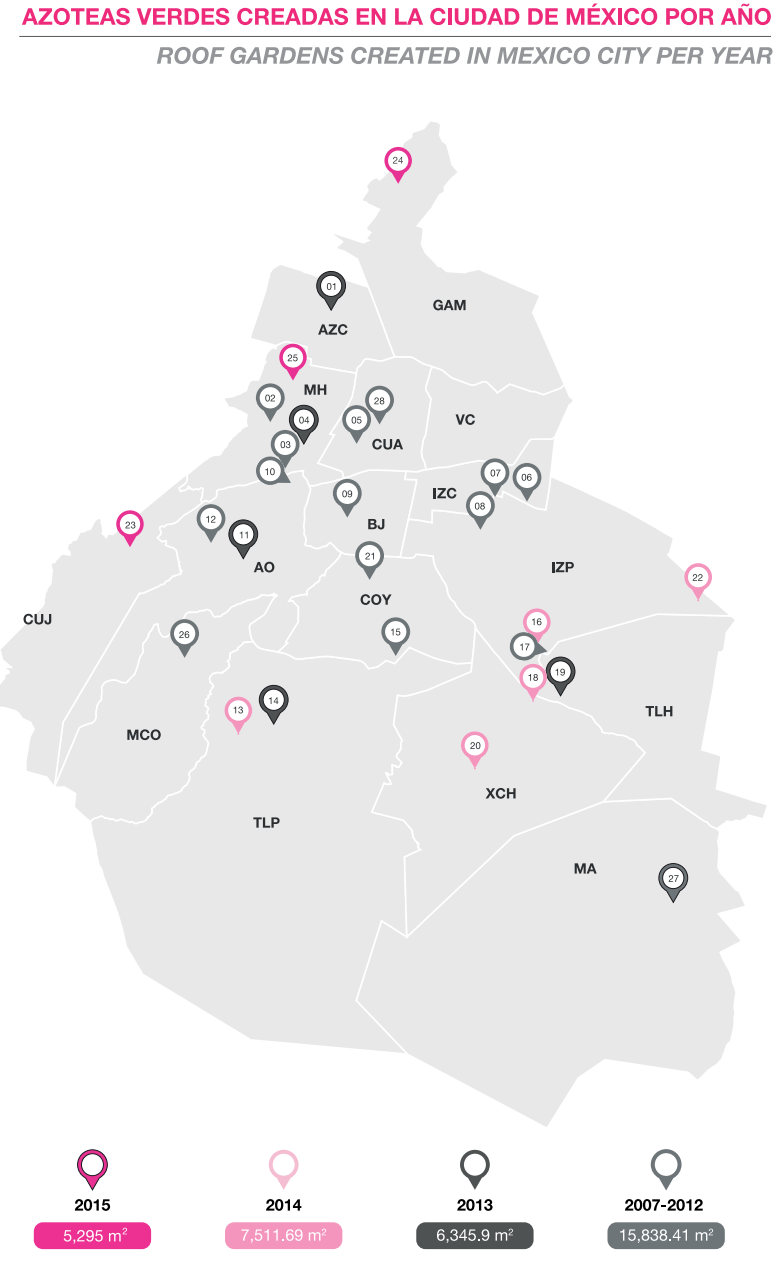 AZOTEAS VERDES CREADAS EN LA CIUDAD DE MÉXICO POR AÑO
ROOF GARDENS CREATED IN MEXICO CITY PER YEAR
24
01
GAM
AZC
25
MH
02
28
04
05
VC
CUA
03
10
07
06
09
IZC
08
12
23
BJ
11
21
AO
IZP
22
COY
CUJ
16
26
15
17
19
18
13
14
TLH
MCO
20
XCH
TLP
MA
27
2015
2014
2013
2007-2012
5,295 m²
7,511.69 m²
6,345.9 m²
15,838.41 m²